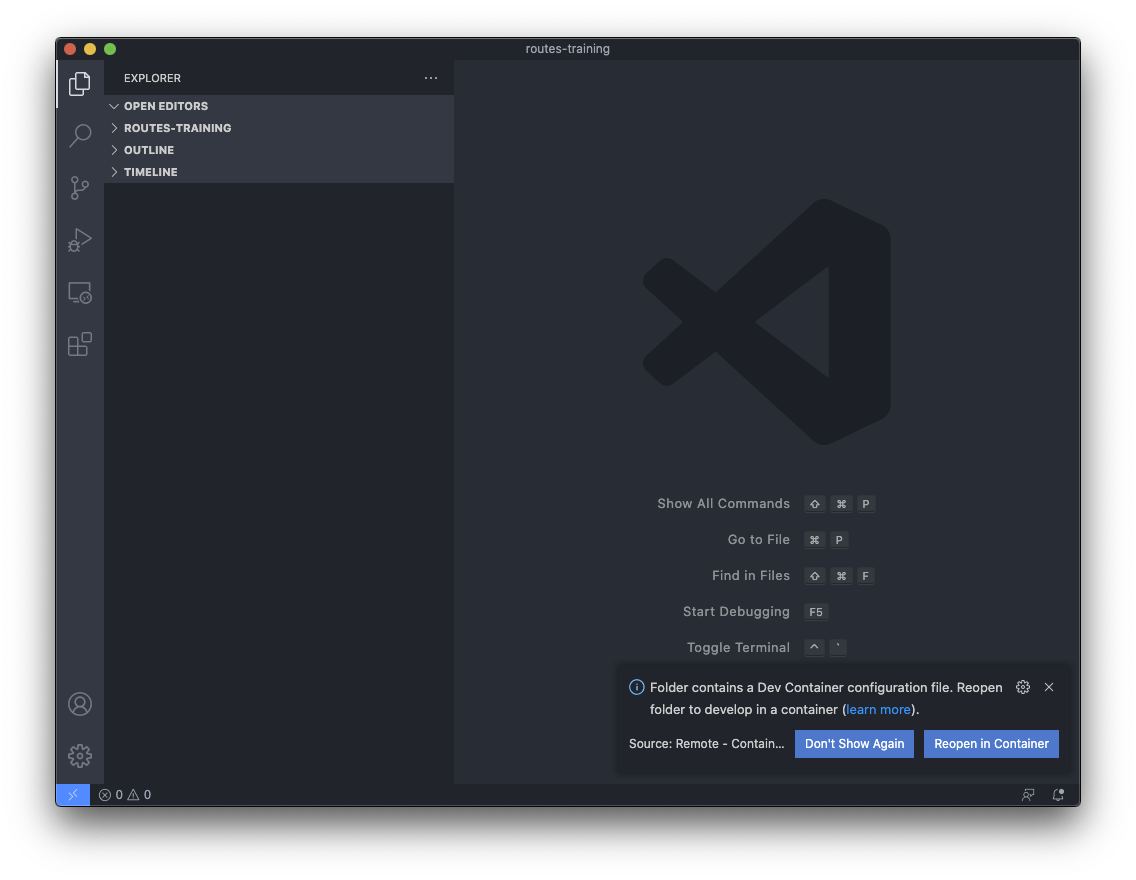 routes-training
EXPLORER
OPEN EDITORS
ROUTES-TRAINING
OUTLINE
TIMELINE
Show All Commands ⇧ ⌘ P
Go to File ⌘ P
Find in Files ⇧ ⌘ F
Start Debugging F5
Toggle Terminal ^ `
Folder contains a Dev Container configuration file. Reopen
folder to develop in a container (learn more).
Source: Remote - Contain... Don't Show Again Reopen in Container
0 0